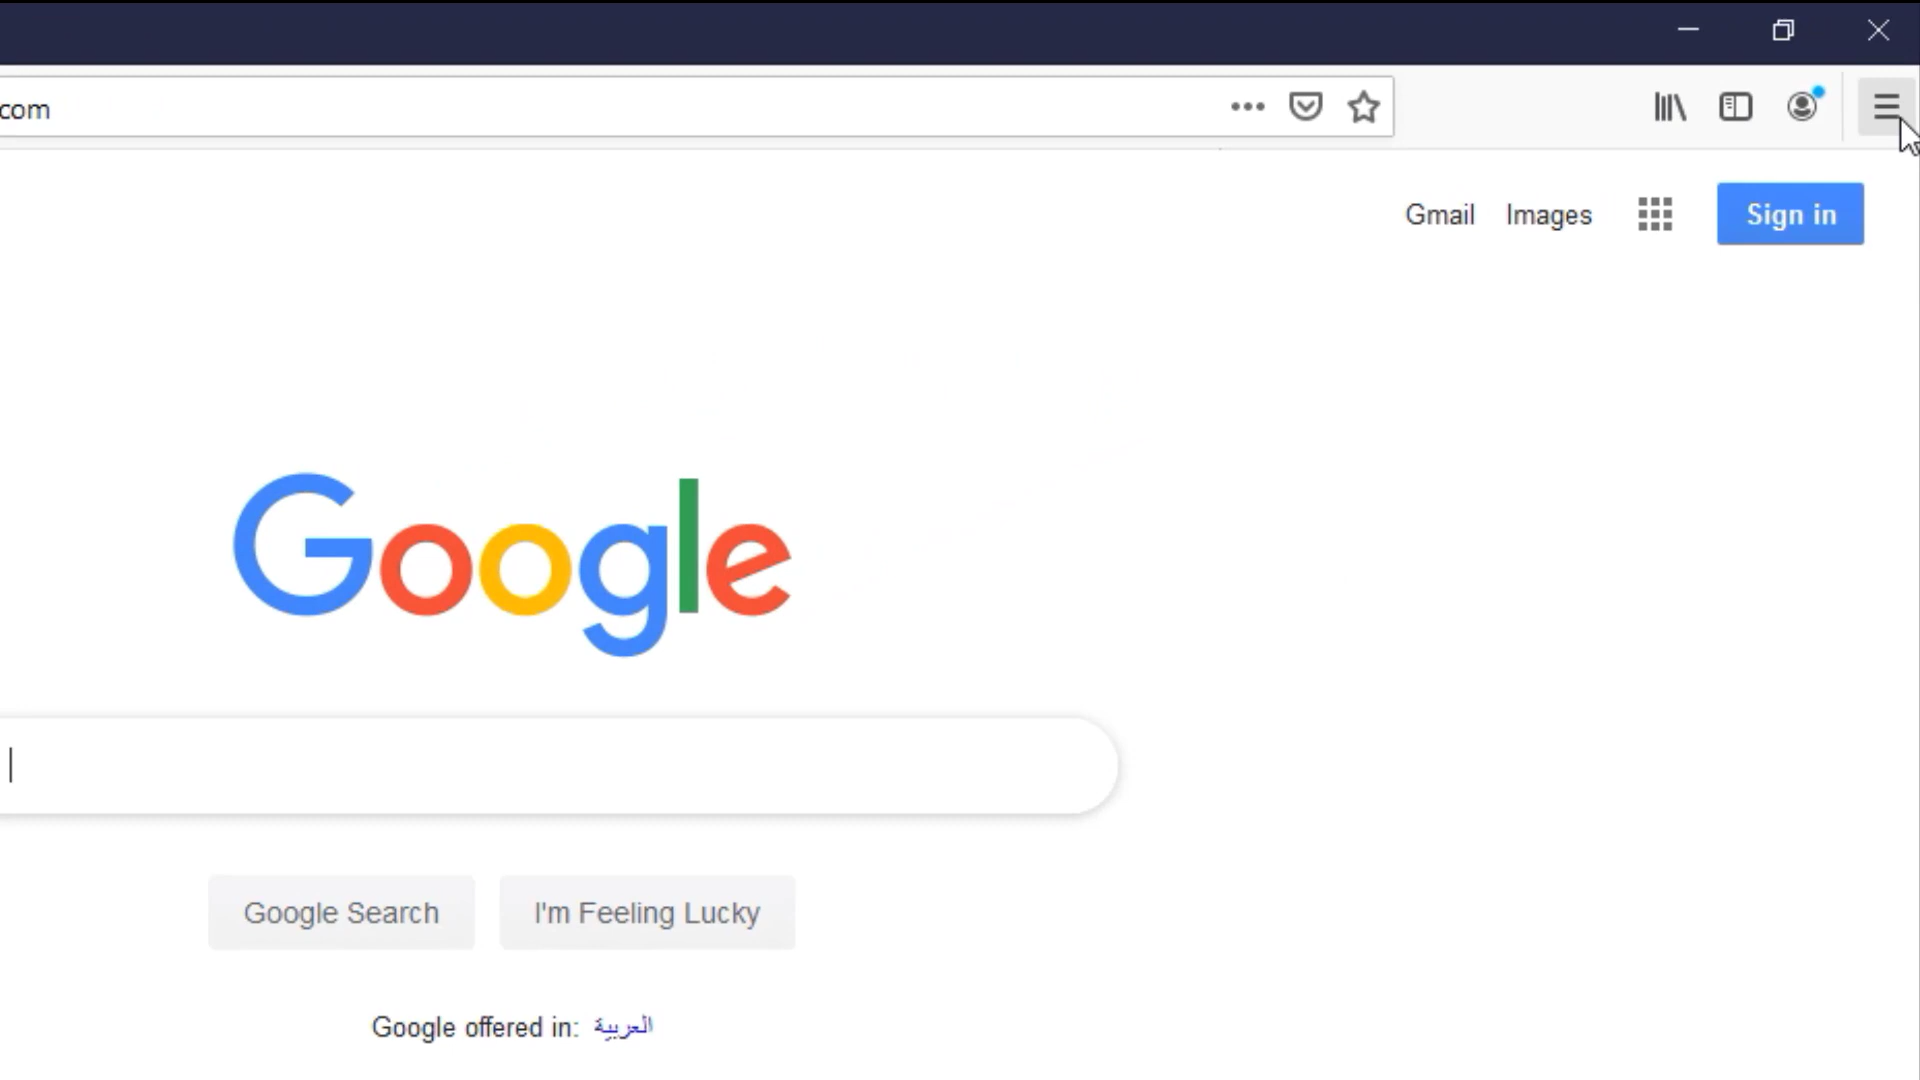 com
Gmail Images Sign in
Google
Google Search I'm Feeling Lucky
Google offered in: العربية